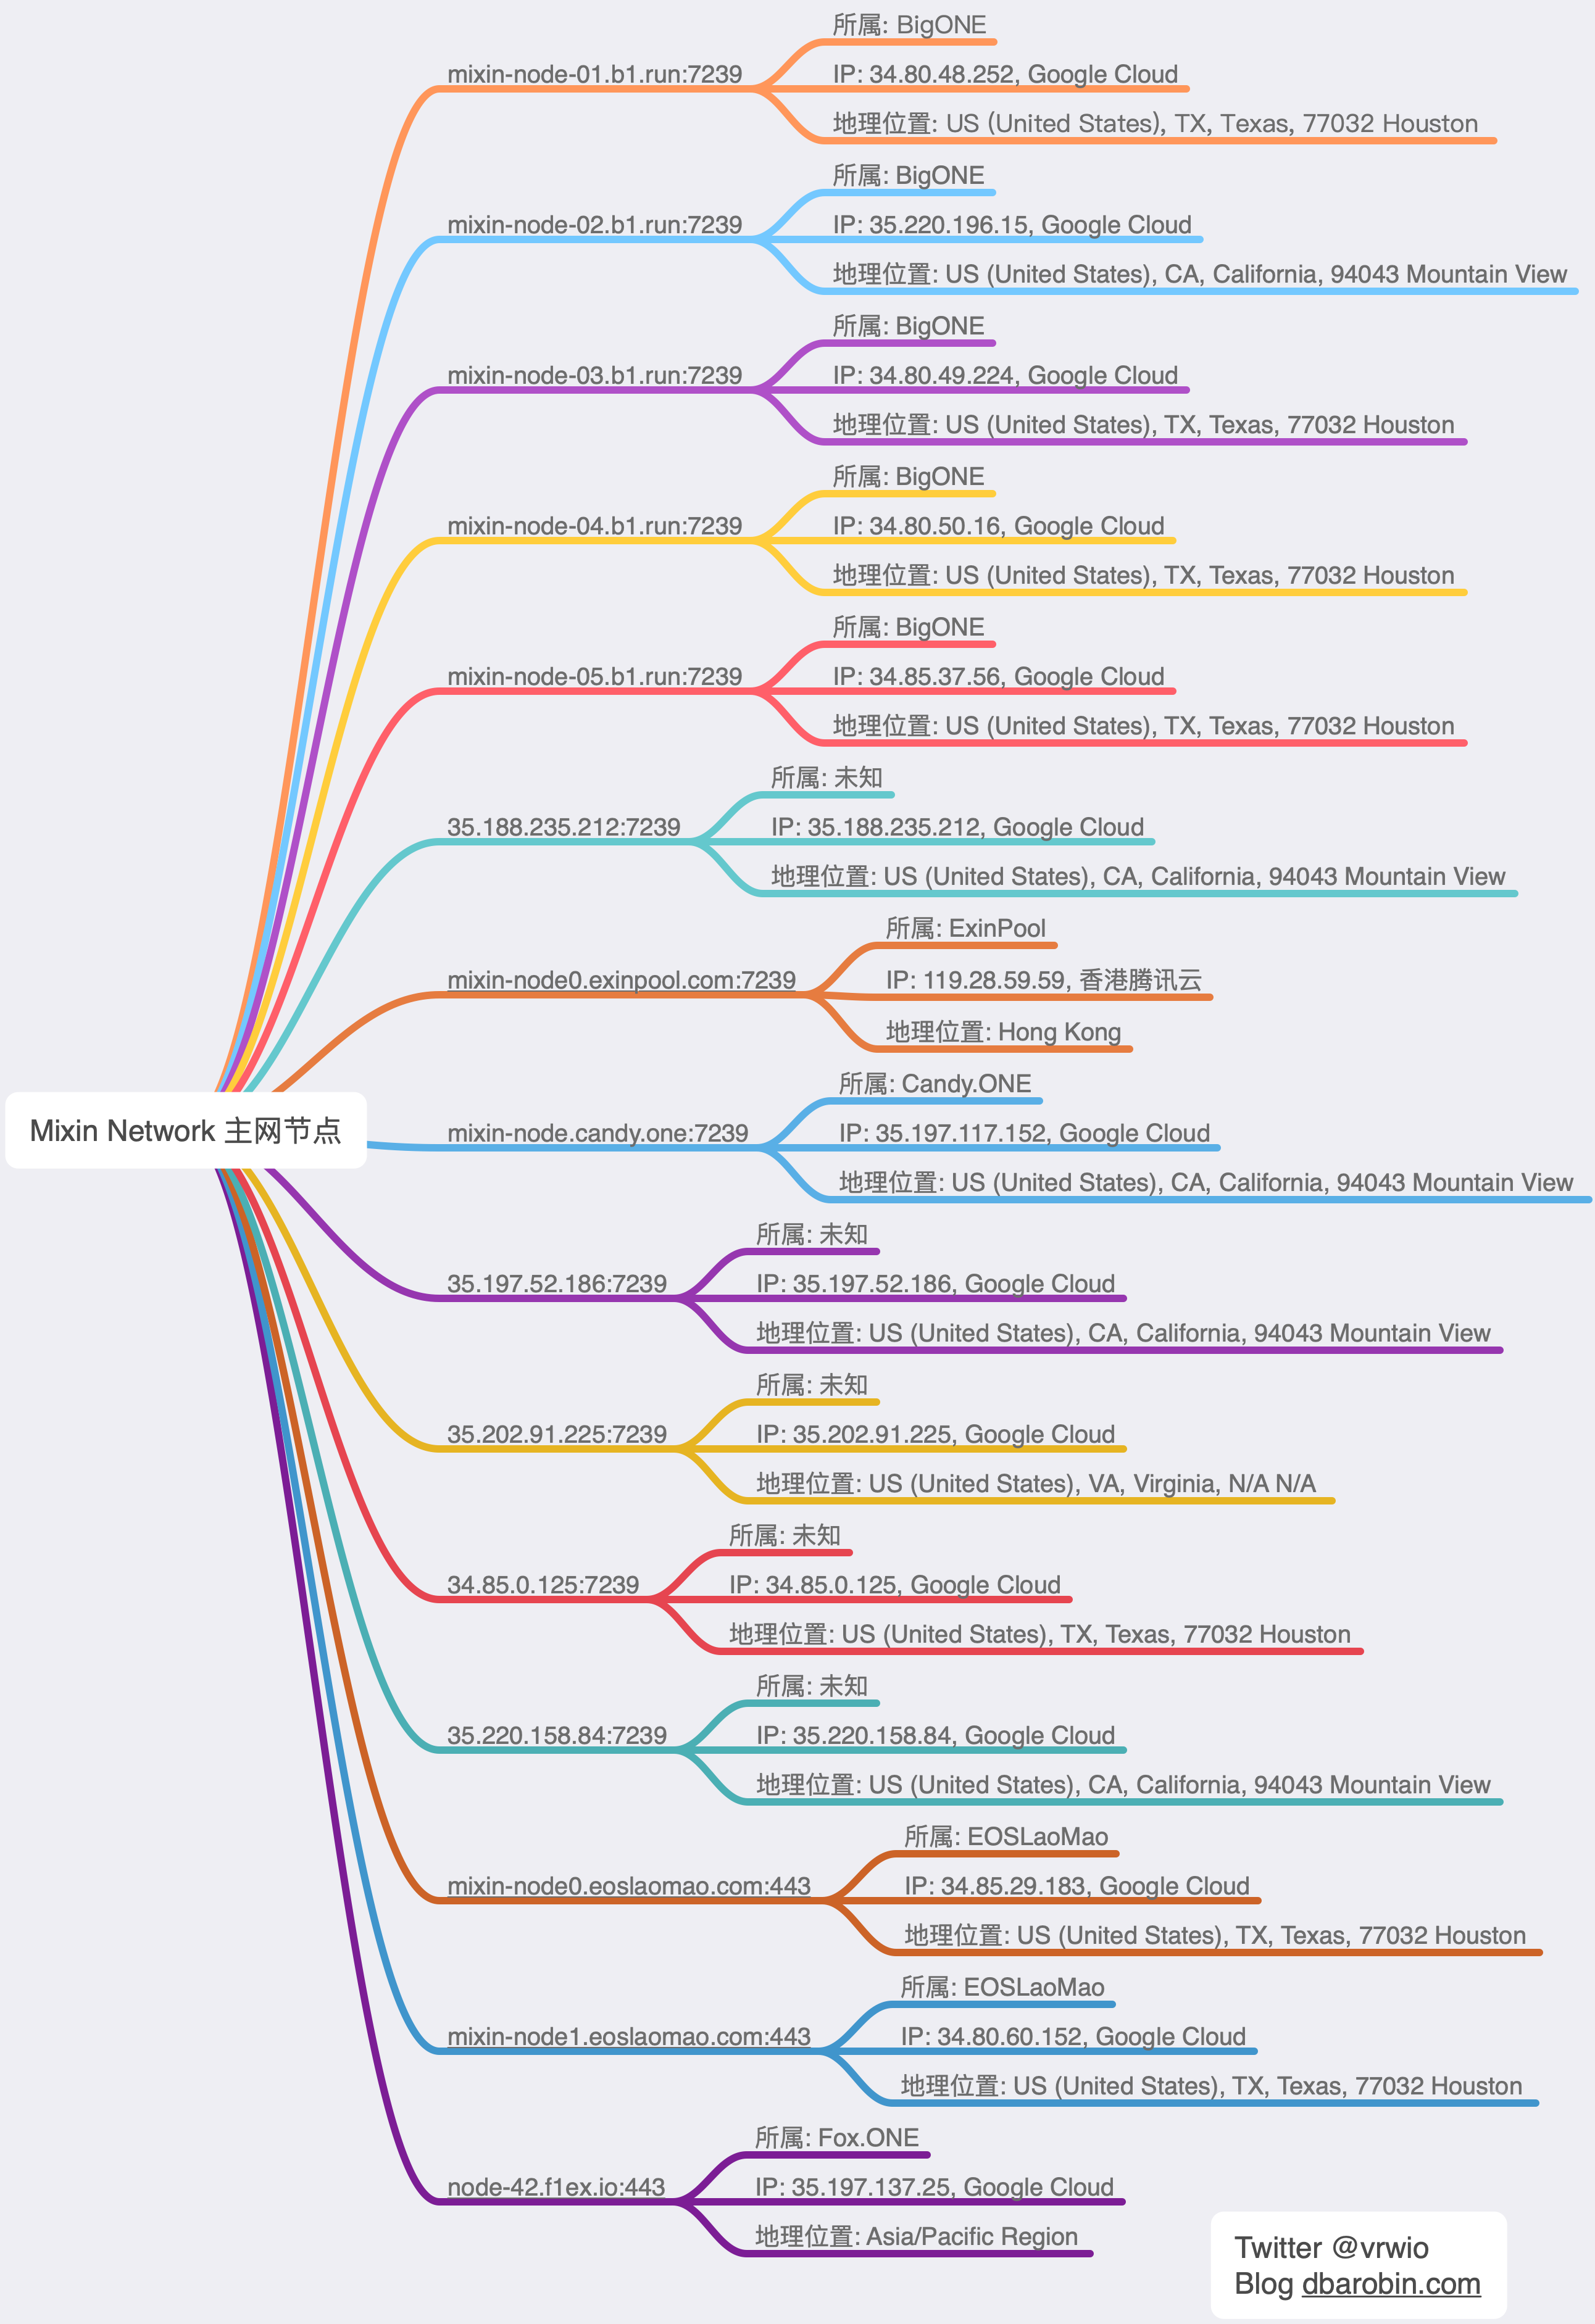 Mixin Network 主网节点
mixin-node-01.b1.run:7239
所属: BigONE
IP: 34.80.48.252, Google Cloud
地理位置: US (United States), TX, Texas, 77032 Houston
mixin-node-02.b1.run:7239
所属: BigONE
IP: 35.220.196.15, Google Cloud
地理位置: US (United States), CA, California, 94043 Mountain View
mixin-node-03.b1.run:7239
所属: BigONE
IP: 34.80.49.224, Google Cloud
地理位置: US (United States), TX, Texas, 77032 Houston
mixin-node-04.b1.run:7239
所属: BigONE
IP: 34.80.50.16, Google Cloud
地理位置: US (United States), TX, Texas, 77032 Houston
mixin-node-05.b1.run:7239
所属: BigONE
IP: 34.85.37.56, Google Cloud
地理位置: US (United States), TX, Texas, 77032 Houston
35.188.235.212:7239
所属: 未知
IP: 35.188.235.212, Google Cloud
地理位置: US (United States), CA, California, 94043 Mountain View
mixin-node0.exinpool.com:7239
所属: ExinPool
IP: 119.28.59.59, 香港腾讯云
地理位置: Hong Kong
mixin-node.candy.one:7239
所属: Candy.ONE
IP: 35.197.117.152, Google Cloud
地理位置: US (United States), CA, California, 94043 Mountain View
35.197.52.186:7239
所属: 未知
IP: 35.197.52.186, Google Cloud
地理位置: US (United States), CA, California, 94043 Mountain View
35.202.91.225:7239
所属: 未知
IP: 35.202.91.225, Google Cloud
地理位置: US (United States), VA, Virginia, N/A N/A
34.85.0.125:7239
所属: 未知
IP: 34.85.0.125, Google Cloud
地理位置: US (United States), TX, Texas, 77032 Houston
35.220.158.84:7239
所属: 未知
IP: 35.220.158.84, Google Cloud
地理位置: US (United States), CA, California, 94043 Mountain View
mixin-node0.eoslaomao.com:443
所属: EOSLaoMao
IP: 34.85.29.183, Google Cloud
地理位置: US (United States), TX, Texas, 77032 Houston
mixin-node1.eoslaomao.com:443
所属: EOSLaoMao
IP: 34.80.60.152, Google Cloud
地理位置: US (United States), TX, Texas, 77032 Houston
node-42.f1ex.io:443
所属: Fox.ONE
IP: 35.197.137.25, Google Cloud
地理位置: Asia/Pacific Region
Twitter @vrwio
Blog dbarobin.com